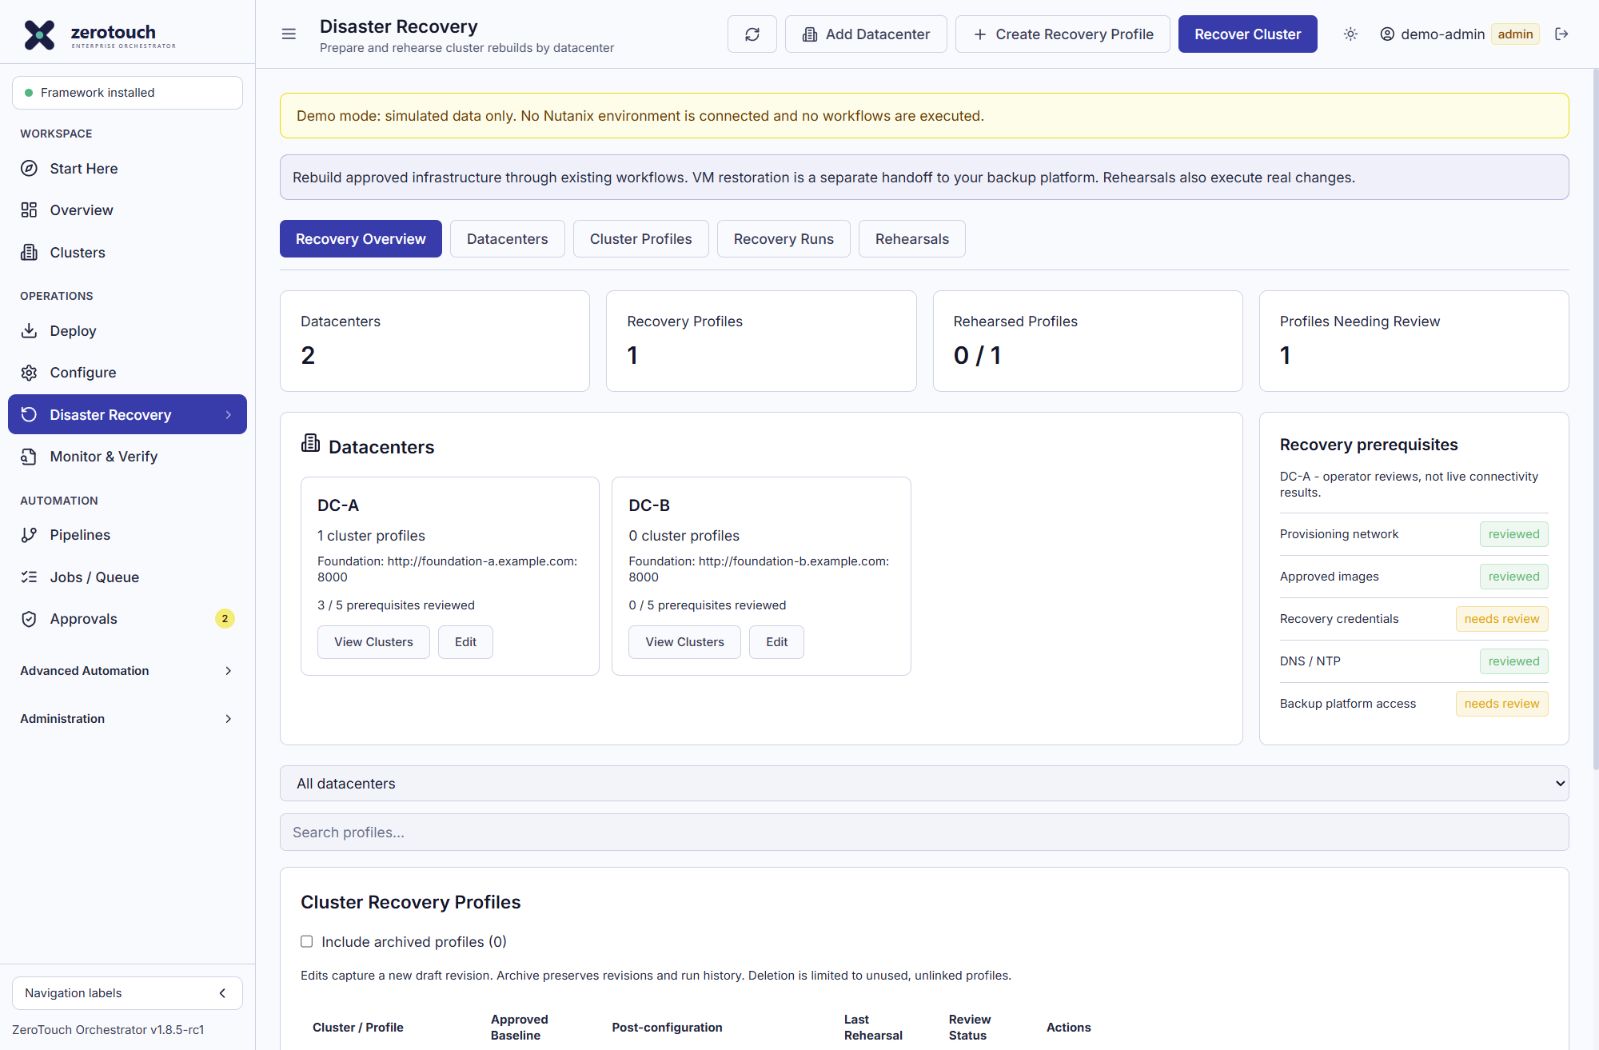 zerotouch
ENTERPRISE ORCHESTRATOR
Framework installed
WORKSPACE
Start Here
Overview
Clusters
OPERATIONS
Deploy
Configure
Disaster Recovery
Monitor & Verify
AUTOMATION
Pipelines
Jobs / Queue
Approvals
2
Advanced Automation
Administration
Navigation labels
ZeroTouch Orchestrator v1.8.5-rc1
Disaster Recovery
Prepare and rehearse cluster rebuilds by datacenter
Add Datacenter
Create Recovery Profile
Recover Cluster
demo-admin
admin
Demo mode: simulated data only. No Nutanix environment is connected and no workflows are executed.
Rebuild approved infrastructure through existing workflows. VM restoration is a separate handoff to your backup platform. Rehearsals also execute real changes.
Recovery Overview
Datacenters
Cluster Profiles
Recovery Runs
Rehearsals
Datacenters
2
Recovery Profiles
1
Rehearsed Profiles
0 / 1
Profiles Needing Review
1
Datacenters
DC-A
1 cluster profiles
Foundation: http://foundation-a.example.com:
8000
3 / 5 prerequisites reviewed
View Clusters
Edit
DC-B
0 cluster profiles
Foundation: http://foundation-b.example.com:
8000
0 / 5 prerequisites reviewed
View Clusters
Edit
Recovery prerequisites
DC-A - operator reviews, not live connectivity
results.
Provisioning network
reviewed
Approved images
reviewed
Recovery credentials
needs review
DNS / NTP
reviewed
Backup platform access
needs review
All datacenters
Search profiles...
Cluster Recovery Profiles
Include archived profiles (0)
Edits capture a new draft revision. Archive preserves revisions and run history. Deletion is limited to unused, unlinked profiles.
Cluster / Profile
Approved
Baseline
Post-configuration
Last
Rehearsal
Review
Status
Actions